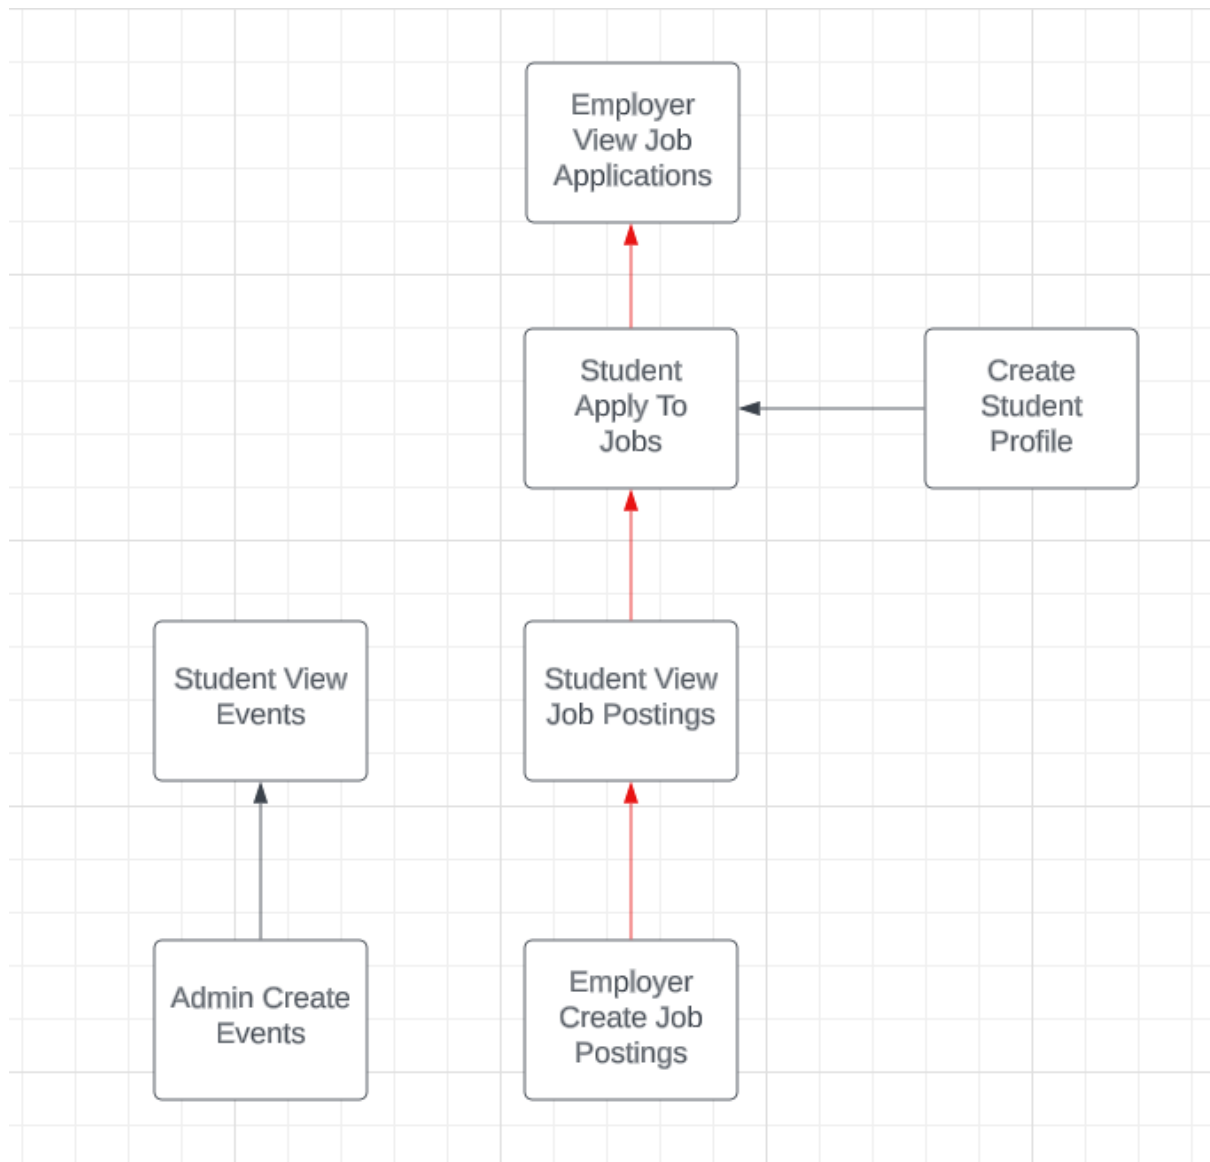 Employer
View Job
Applications
Student
Apply To
Jobs
Create
Student
Profile
Student View
Events
Student View
Job Postings
Admin Create
Events
Employer
Create Job
Postings